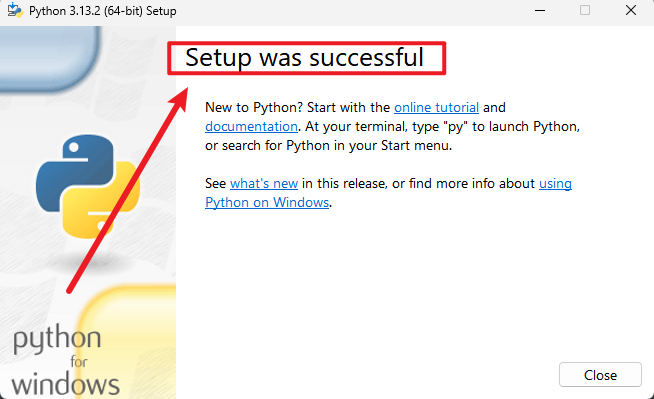 Python 3.13.2 (64-bit) Setup
Setup was successful
New to Python? Start with the online tutorial and
documentation. At your terminal, type "py" to launch Python,
or search for Python in your Start menu.
See what's new in this release, or find more info about using
Python on Windows.
python
for
windows
Close